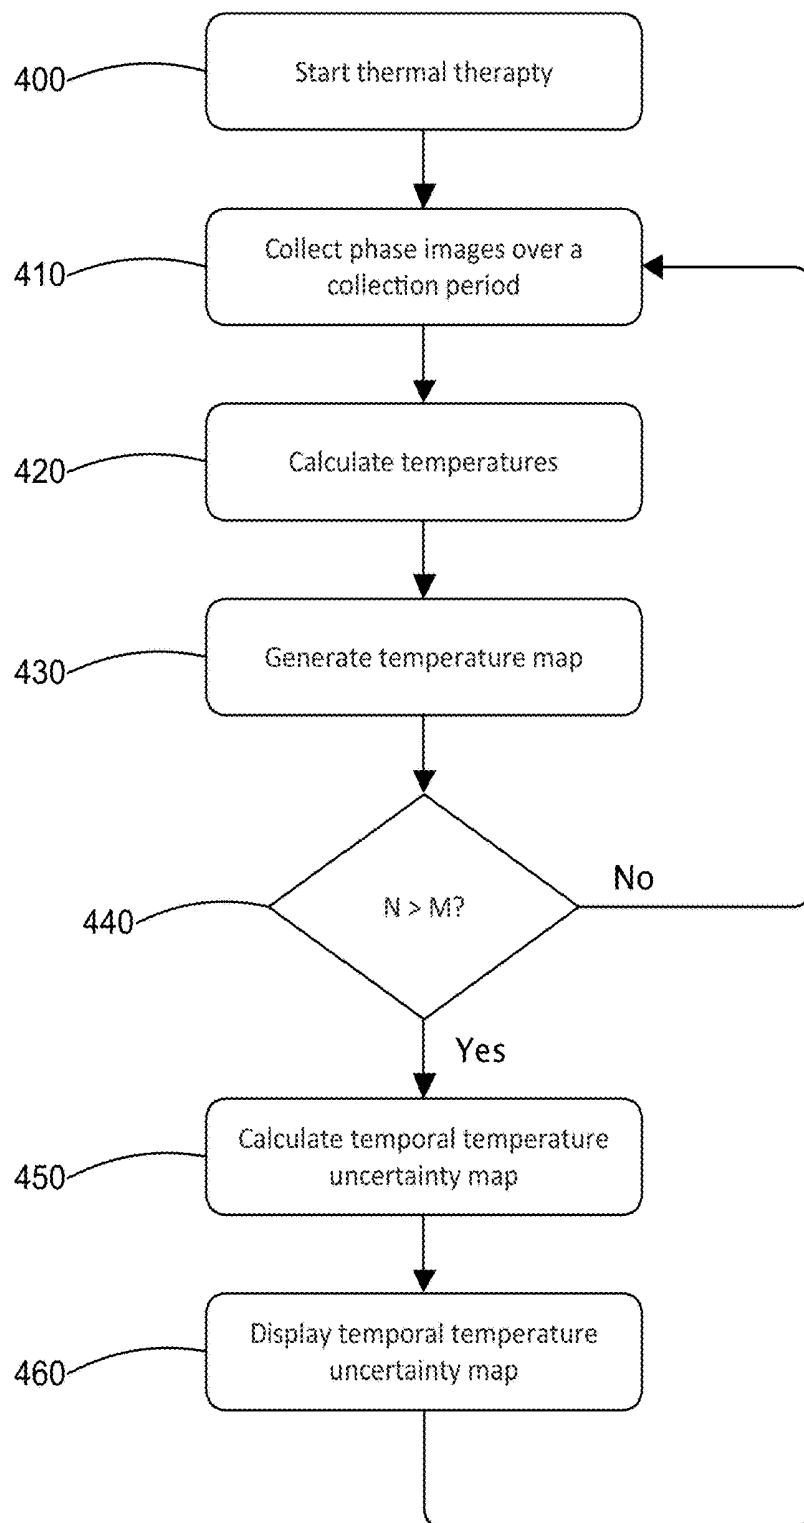 400
Start thermal therapty
410
Collect phase images over a
collection period
420
Calculate temperatures
430
Generate temperature map
440
N > M?
No
Yes
450
Calculate temporal temperature
uncertainty map
460
Display temporal temperature
uncertainty map